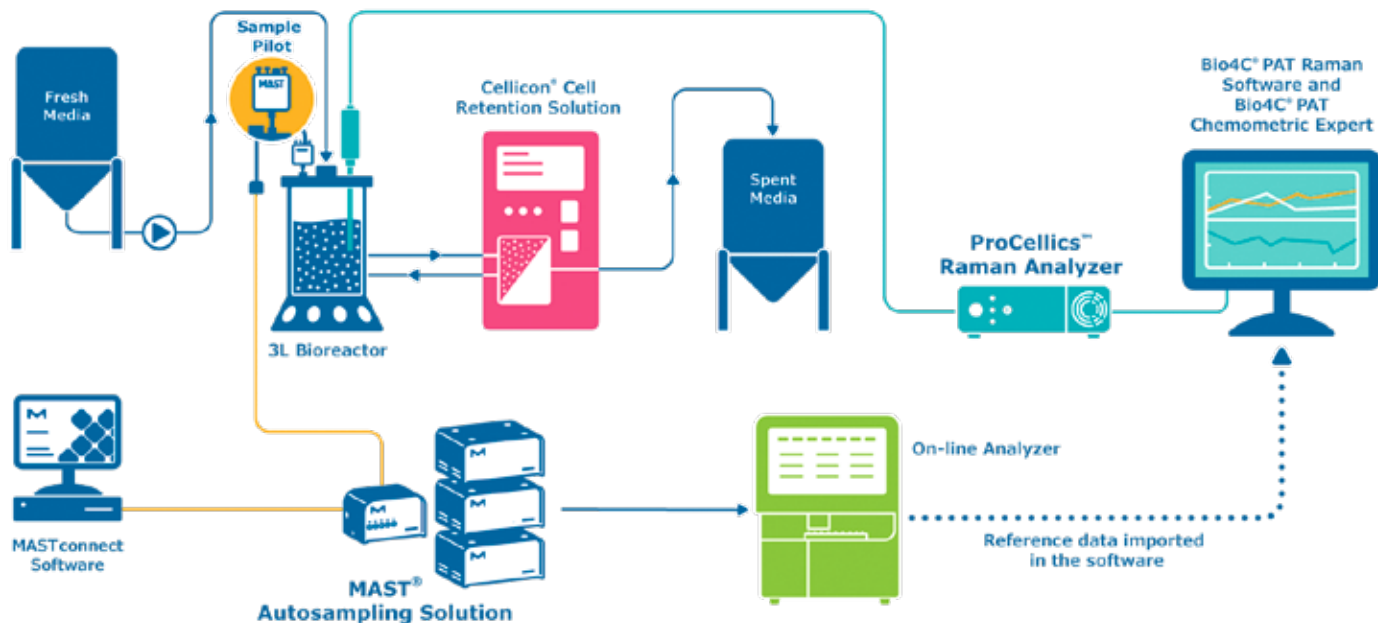 Sample
Pilot
MAST
Fresh
Media
Cellicon® Cell
Retention Solution
Spent
Media
Bio4C® PAT Raman
Software and
Bio4C® PAT
Chemometric Expert
ProCellics™
Raman Analyzer
3L Bioreactor
M
MASTconnect
Software
M
M
M
M
MAST®
Autosampling Solution
On-line Analyzer
Reference data imported
in the software